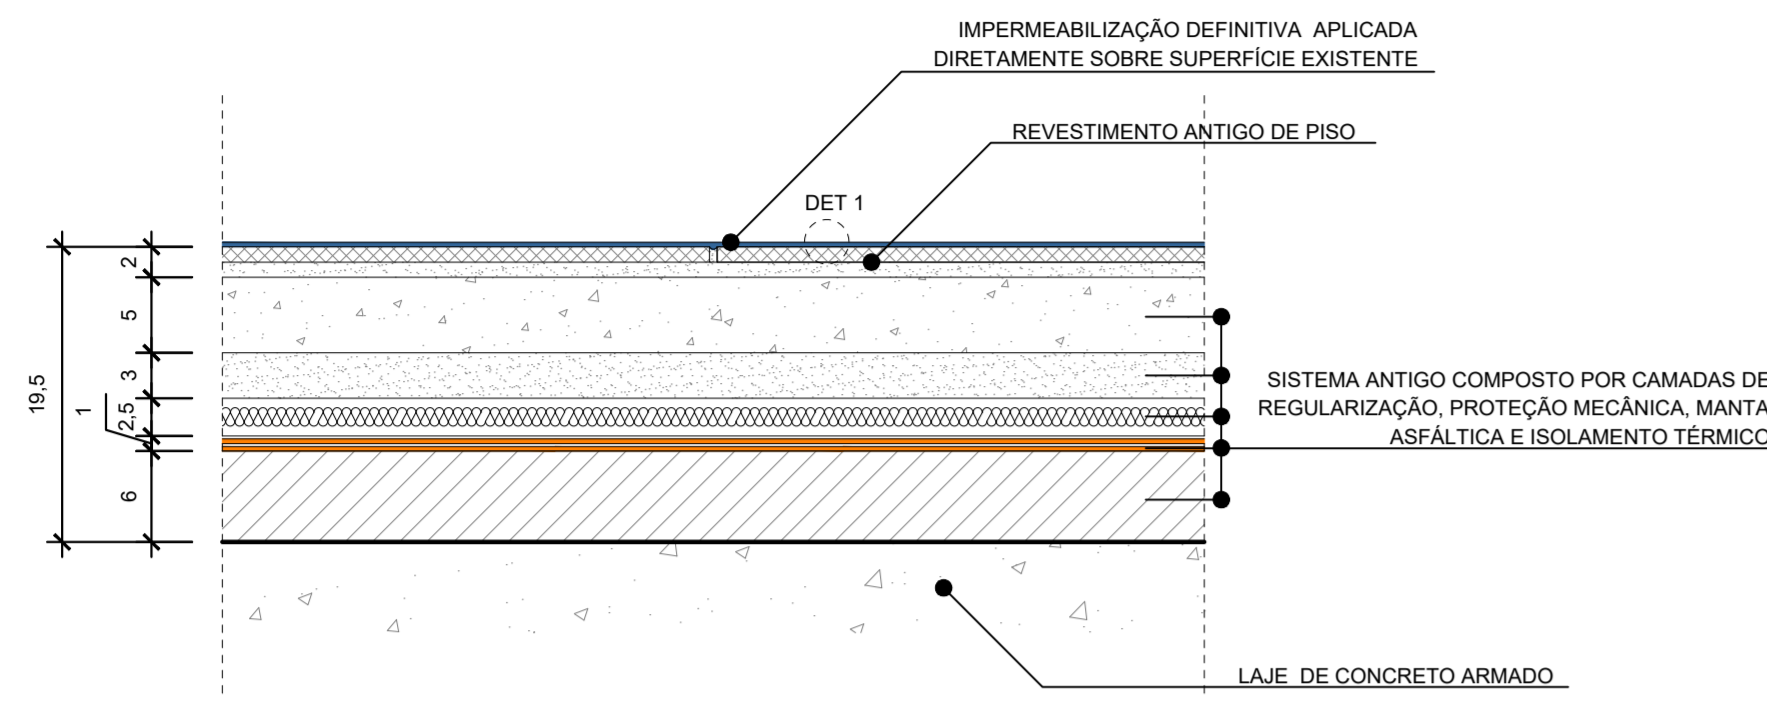 IMPERMEABILIZAÇÃO DEFINITIVA  APLICADA
DIRETAMENTE SOBRE SUPERFÍCIE EXISTENTE
REVESTIMENTO ANTIGO DE PISO
DET 1
2
5
3
2,5
1
6
19,5
SISTEMA ANTIGO COMPOSTO POR CAMADAS DE
REGULARIZAÇÃO, PROTEÇÃO MECÂNICA, MANTA
ASFÁLTICA E ISOLAMENTO TÉRMICO
LAJE  DE CONCRETO ARMADO